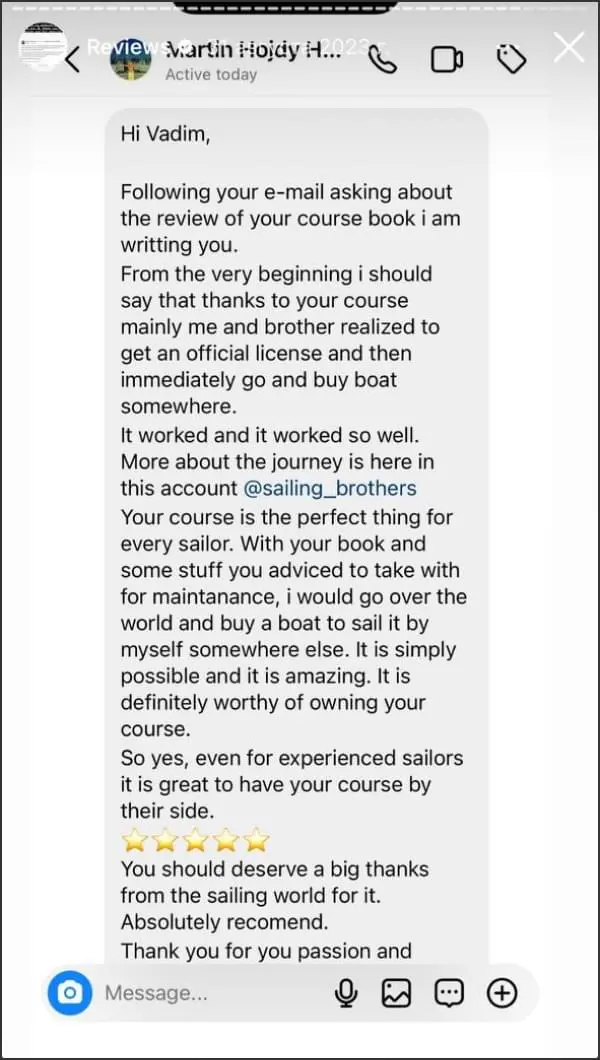 Reviews
2023 г.
Martin Hojdy H...
Active today
Hi Vadim,
Following your e-mail asking about
the review of your course book i am
writting you.
From the very beginning i should
say that thanks to your course
mainly me and brother realized to
get an official license and then
immediately go and buy boat
somewhere.
It worked and it worked so well.
More about the journey is here in
this account @sailing_brothers
Your course is the perfect thing for
every sailor. With your book and
some stuff you adviced to take with
for maintanance, i would go over the
world and buy a boat to sail it by
myself somewhere else. It is simply
possible and it is amazing. It is
definitely worthy of owning your
course.
So yes, even for experienced sailors
it is great to have your course by
their side.
You should deserve a big thanks
from the sailing world for it.
Absolutely recomend.
Thank you for you passion and
Message...